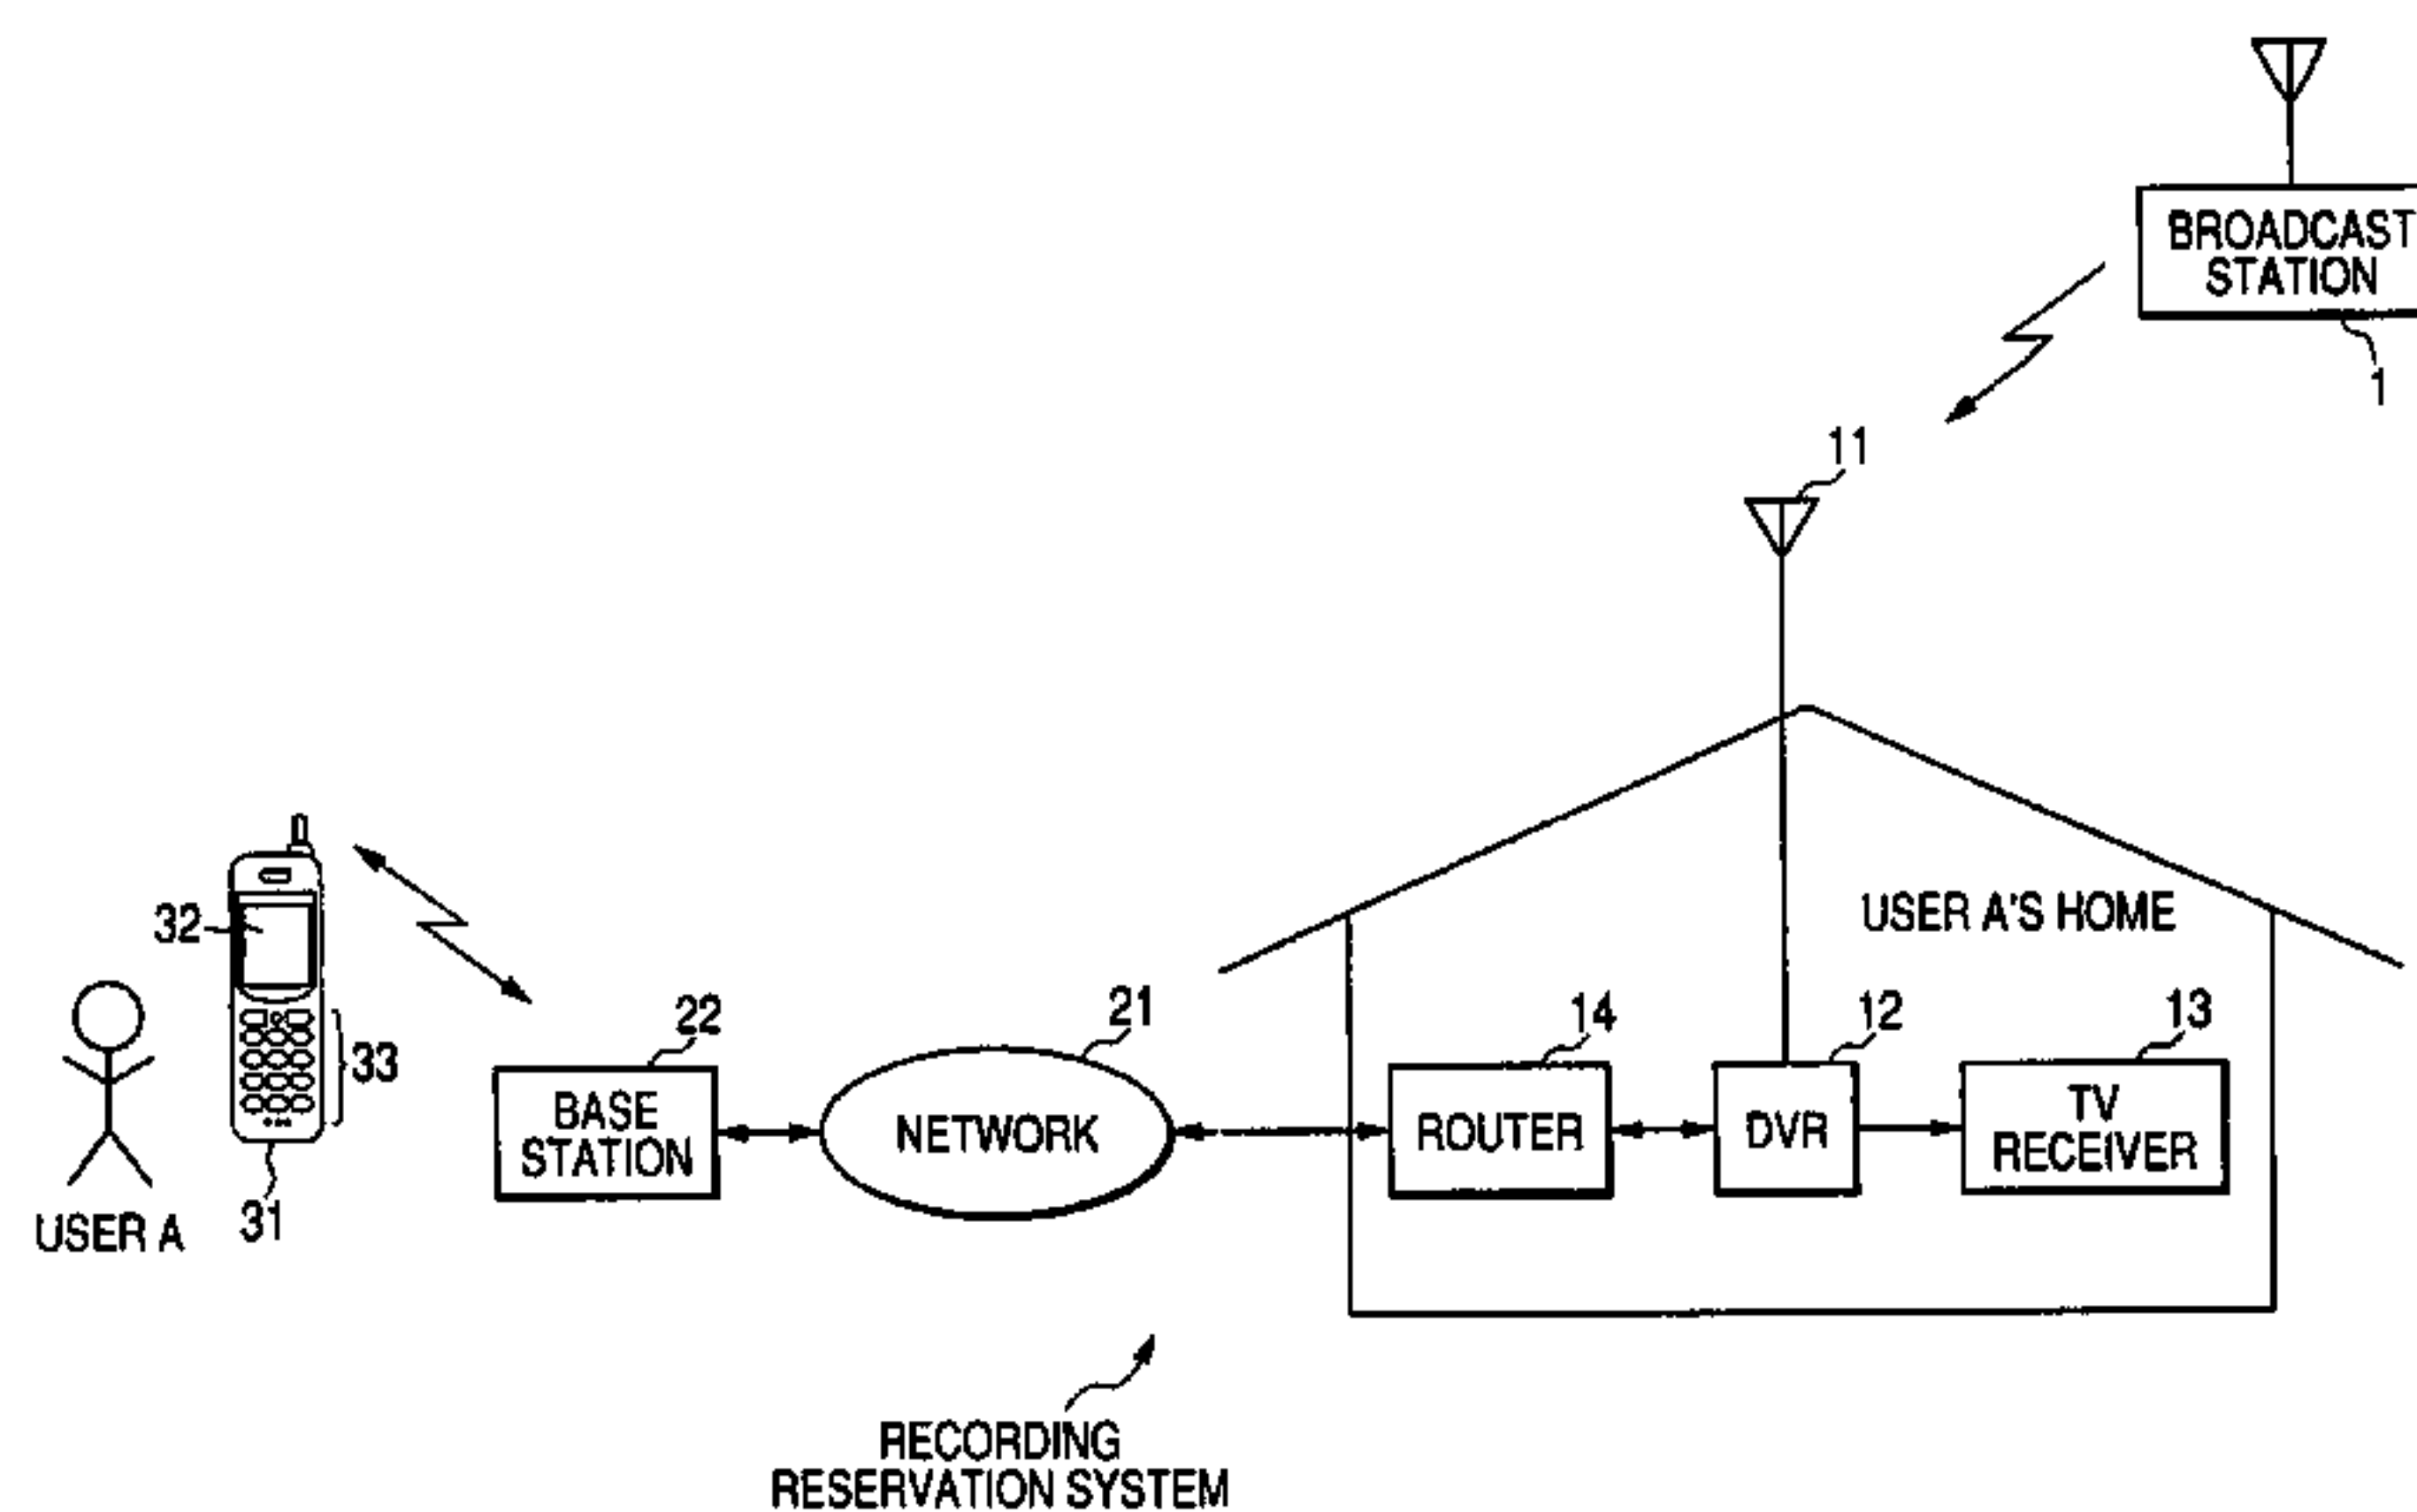 BROADCAST
STATION
1
11
USER A'S HOME
32
33
31
USER A
22
BASE
STATION
21
NETWORK
14
ROUTER
12
DVR
13
TV
RECEIVER
RECORDING
RESERVATION SYSTEM